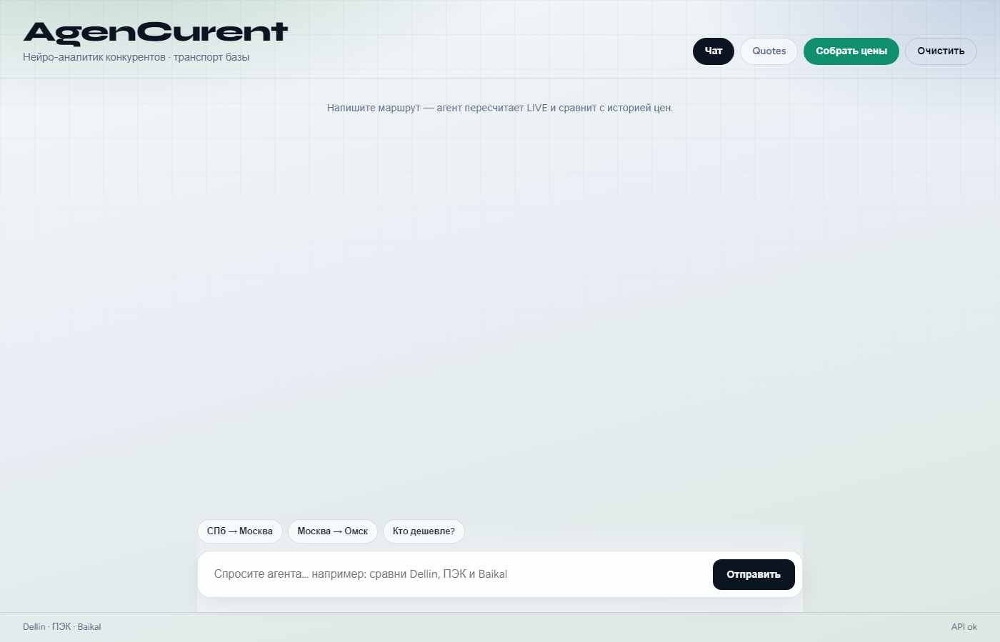 AgenCurent
Нейро-аналитик конкурентов · транспорт базы
Чат
Quotes
Собрать цены
Очистить
Напишите маршрут — агент пересчитает LIVE и сравнит с историей цен.
СПб → Москва
Москва → Омск
Кто дешевле?
Спросите агента... например: сравни Dellin, ПЭК и Baikal
Отправить
Dellin · ПЭК · Baikal
API ok